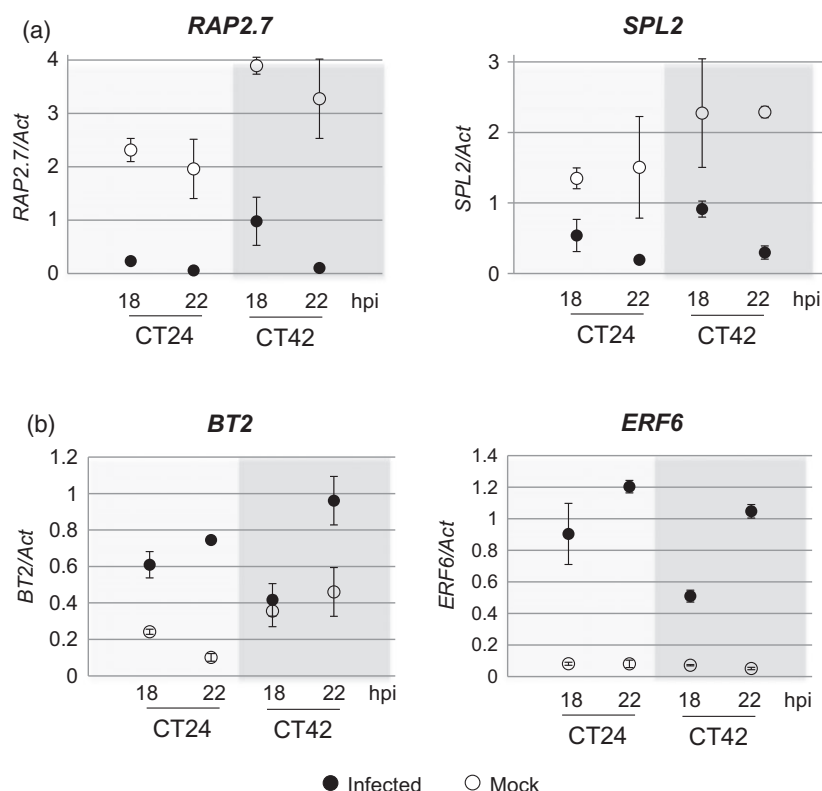 (a)
RAP2.7
SPL2
RAP2.7/Act
4
3
2
1
0
18 22 18 22 hpi
CT24 CT42
SPL2/Act
3
2
1
0
18 22 18 22 hpi
CT24 CT42
(b)
BT2
ERF6
BT2/Act
1.2
1
0.8
0.6
0.4
0.2
0
18 22 18 22 hpi
CT24 CT42
ERF6/Act
1.4
1.2
1
0.8
0.6
0.4
0.2
0
18 22 18 22 hpi
CT24 CT42
Infected Mock